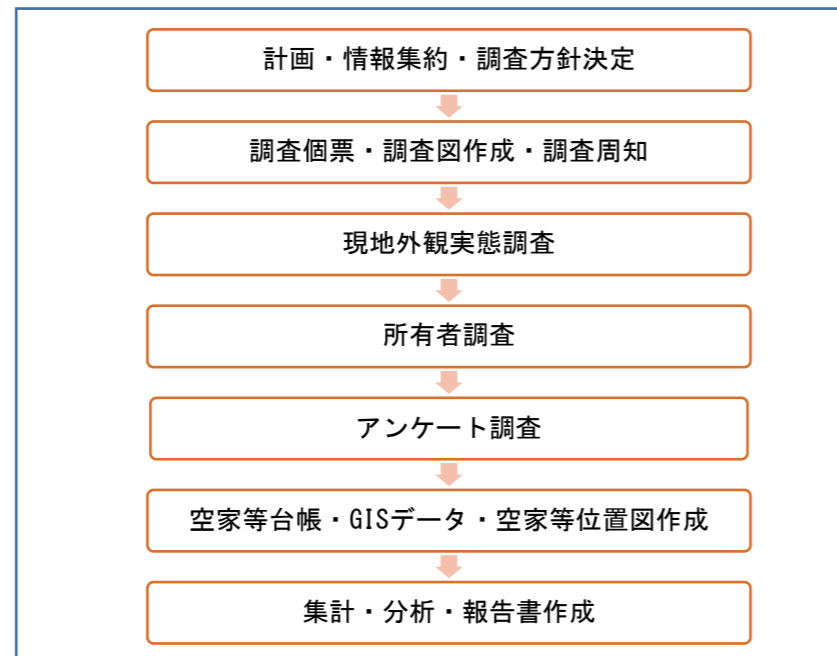 計画・情報集約・調査方針決定
調査個票・調査図作成・調査周知
現地外観実態調査
所有者調査
アンケート調査
空家等台帳・GISデータ・空家等位置図作成
集計・分析・報告書作成